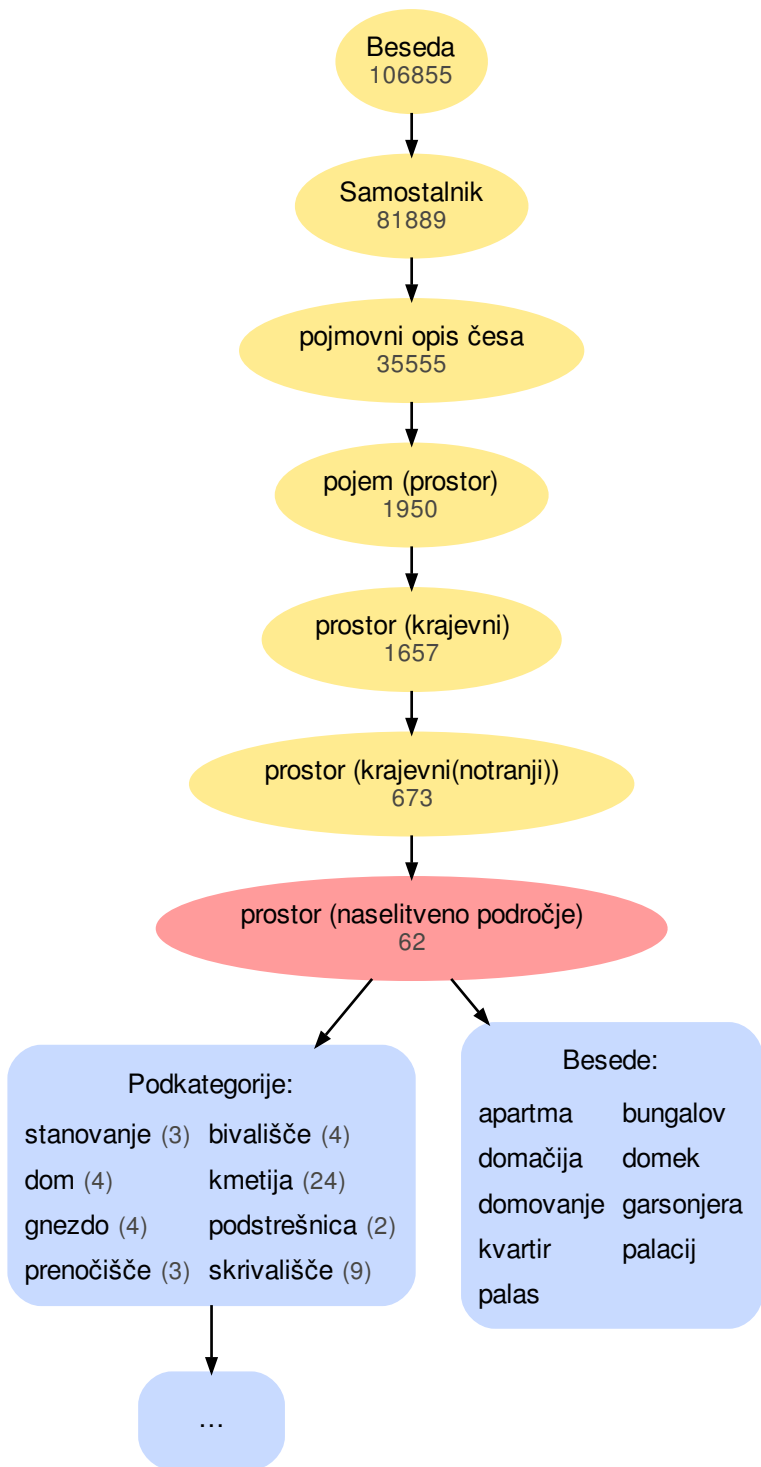 Beseda
106855
Samostalnik
81889
pojmovni opis česa
35555
pojem (prostor)
1950
prostor (krajevni)
1657
prostor (krajevni(notranji))
673
prostor (naselitveno področje)
62
Podkategorije:
stanovanje (3) bivališče (4)
dom (4) kmetija (24)
gnezdo (4) podstrešnica (2)
prenočišče (3) skrivališče (9)
Besede:
apartma bungalov
domačija domek
domovanje garsonjera
kvartir palacij
palas
...